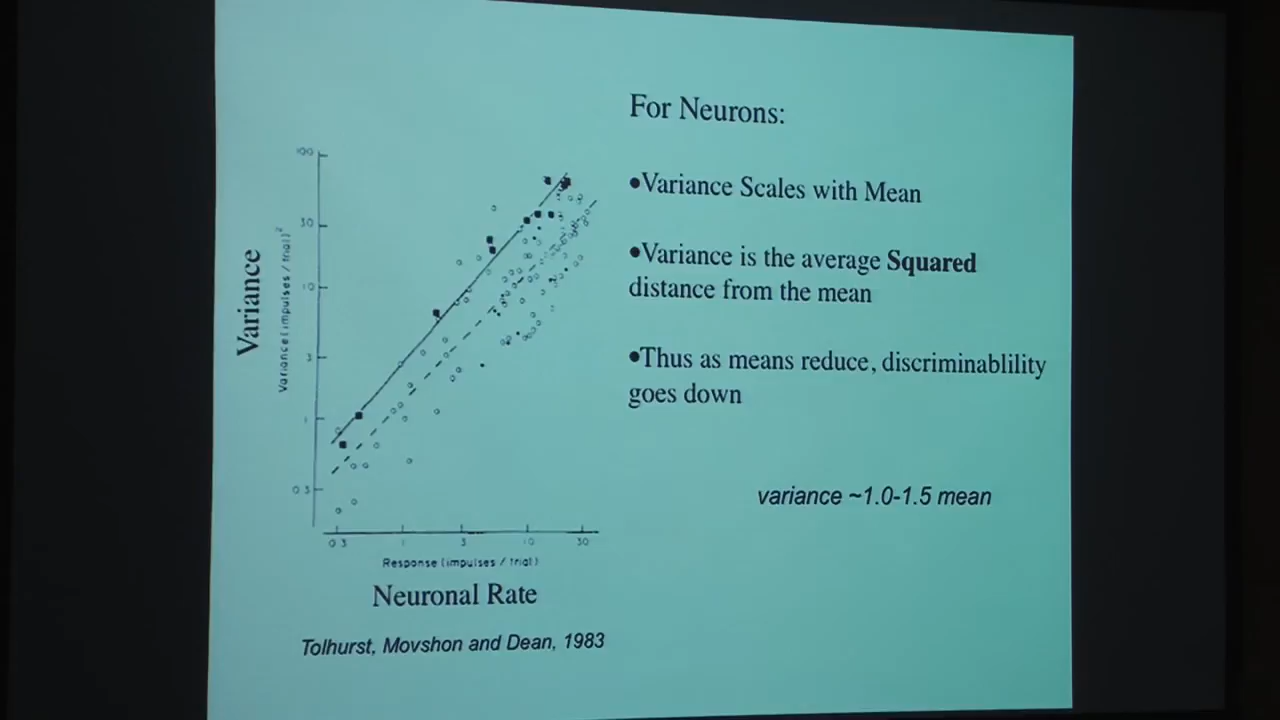 For Neurons:
•Variance Scales with Mean
•Variance is the average Squared
distance from the mean
•Thus as means reduce, discriminablility
goes down
variance ~1.0-1.5 mean
Variance
Variance (impulses / trial)²
100
30
10
3
1
0 3
0 3
1
3
10
30
Response (impulses / trial)
Neuronal Rate
Tolhurst, Movshon and Dean, 1983